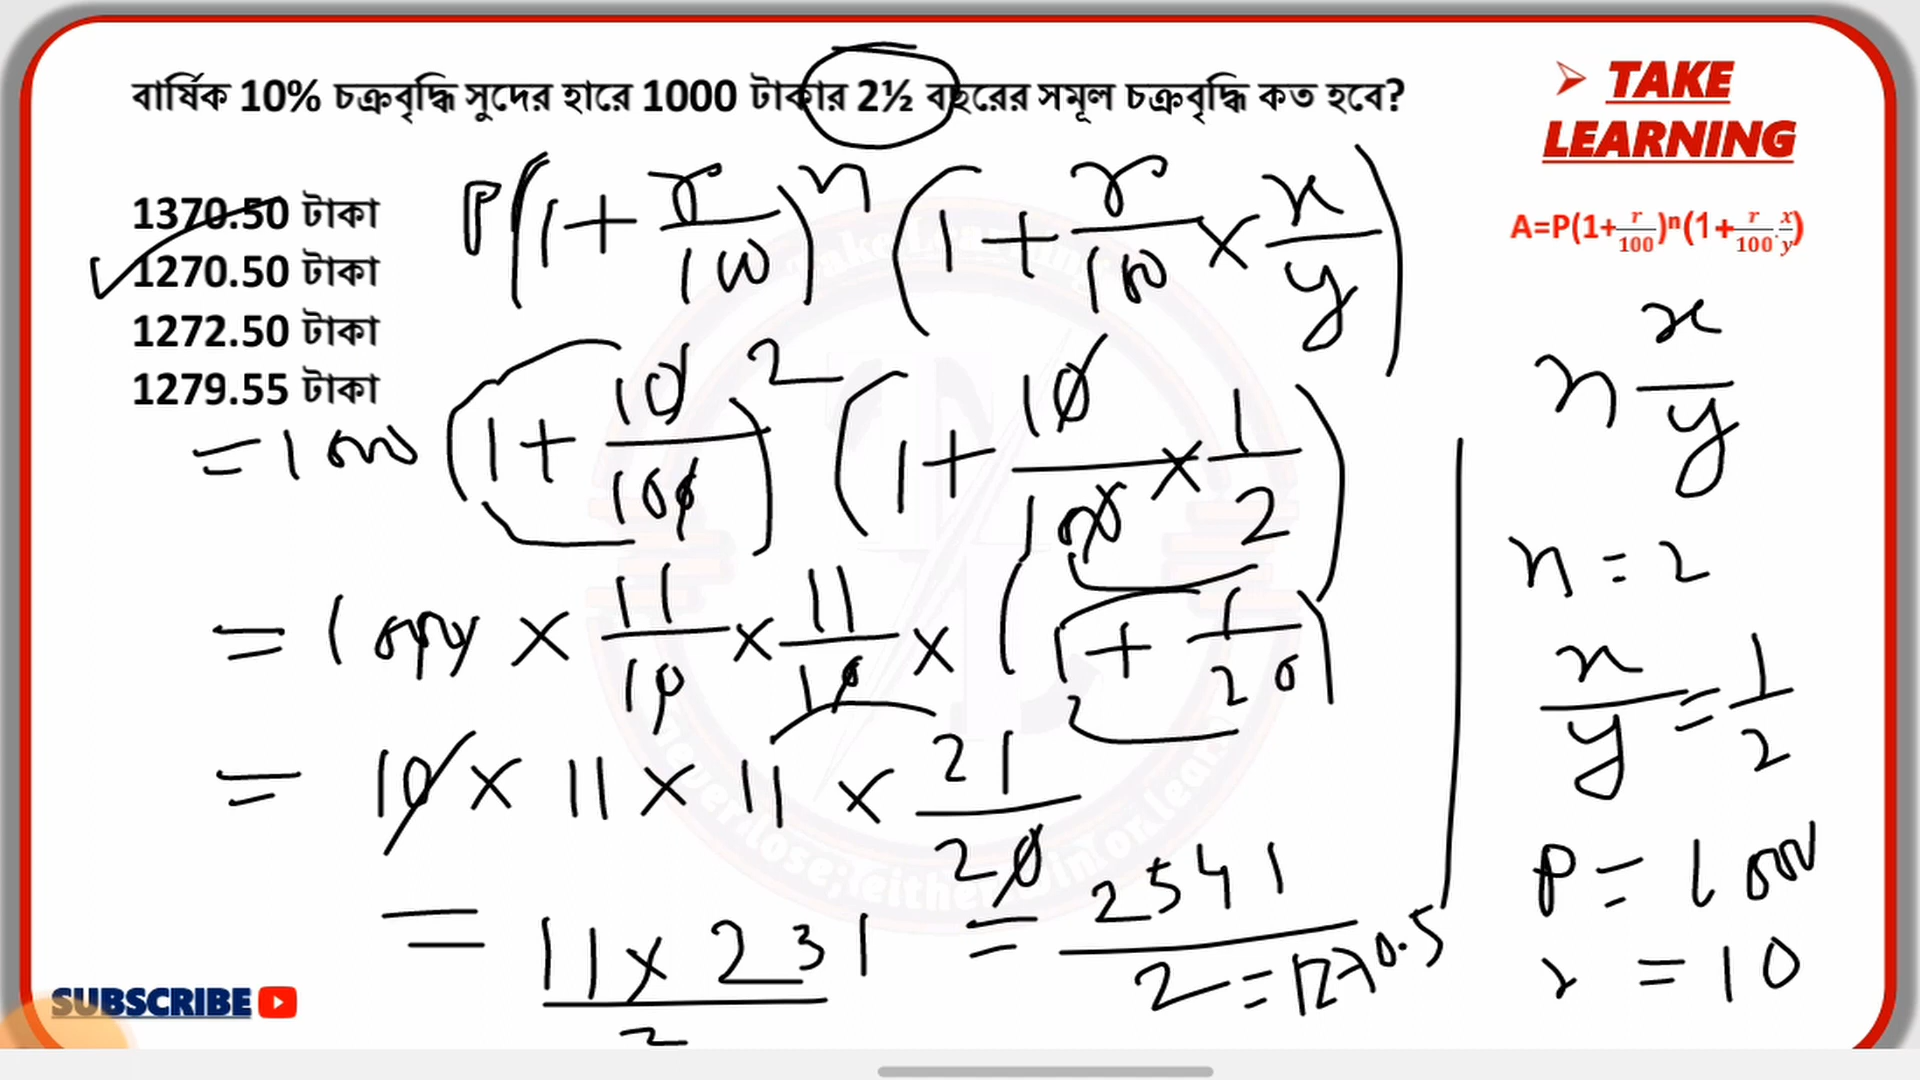 বার্ষিক 10% চক্রবৃদ্ধি সুদের হারে 1000 টাকার 2½ বছরের সমূল চক্রবৃদ্ধি কত হবে?
➢ TAKE
LEARNING
1370.50 টাকা
1270.50 টাকা
1272.50 টাকা
1279.55 টাকা
P(1+r/100)ⁿ(1+r/100×x/y)
A=P(1+r/100)ⁿ(1+r/100.x/y)
=1000(1+10/100)²(1+10/100×1/2)
=1000×11/10×11/10×(1+1/20)
=10×11×11×21/20
=11×231/2=2541/2=1270.5
n x/y
n=2
x/y=1/2
P=1000
r=10
SUBSCRIBE